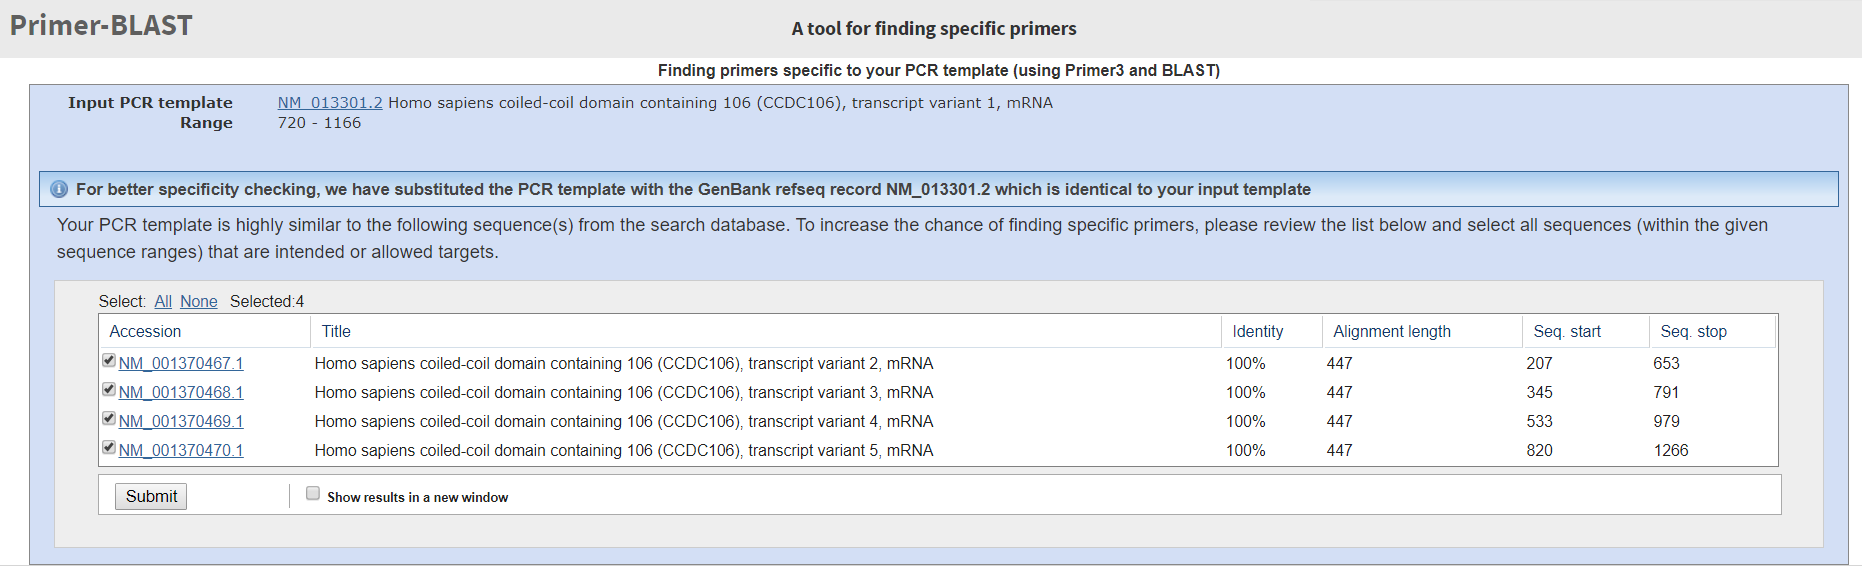 Primer-BLAST
A tool for finding specific primers
Finding primers specific to your PCR template (using Primer3 and BLAST)
Input PCR template NM_013301.2 Homo sapiens coiled-coil domain containing 106 (CCDC106), transcript variant 1, mRNA
Range 720 - 1166
For better specificity checking, we have substituted the PCR template with the GenBank refseq record NM_013301.2 which is identical to your input template
Your PCR template is highly similar to the following sequence(s) from the search database. To increase the chance of finding specific primers, please review the list below and select all sequences (within the given
sequence ranges) that are intended or allowed targets.
Select: All None Selected:4
Accession Title Identity Alignment length Seq. start Seq. stop
NM_001370467.1 Homo sapiens coiled-coil domain containing 106 (CCDC106), transcript variant 2, mRNA 100% 447 207 653
NM_001370468.1 Homo sapiens coiled-coil domain containing 106 (CCDC106), transcript variant 3, mRNA 100% 447 345 791
NM_001370469.1 Homo sapiens coiled-coil domain containing 106 (CCDC106), transcript variant 4, mRNA 100% 447 533 979
NM_001370470.1 Homo sapiens coiled-coil domain containing 106 (CCDC106), transcript variant 5, mRNA 100% 447 820 1266
Submit Show results in a new window